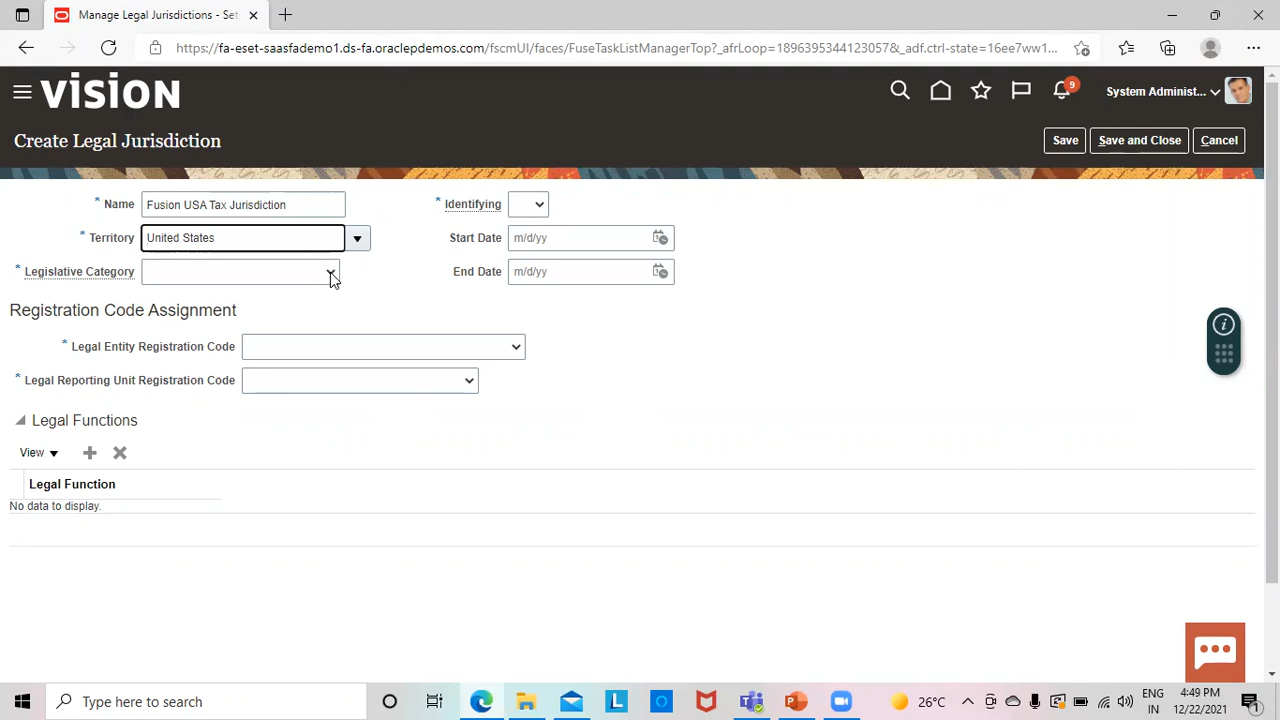 Manage Legal Jurisdictions - Set
https://fa-eset-saasfademo1.ds-fa.oraclepdemos.com/fscmUI/faces/FuseTaskListManagerTop?_afrLoop=18963953441230570&_adf.ctrl-state=16ee7ww1...
VISION
9
System Administ...
Create Legal Jurisdiction
Save
Save and Close
Cancel
* Name Fusion USA Tax Jurisdiction
* Identifying
* Territory United States
Start Date m/d/yy
* Legislative Category
End Date m/d/yy
Registration Code Assignment
* Legal Entity Registration Code
* Legal Reporting Unit Registration Code
Legal Functions
View
Legal Function
No data to display.
Type here to search
26°C
ENG
IN
4:49 PM
12/22/2021
1